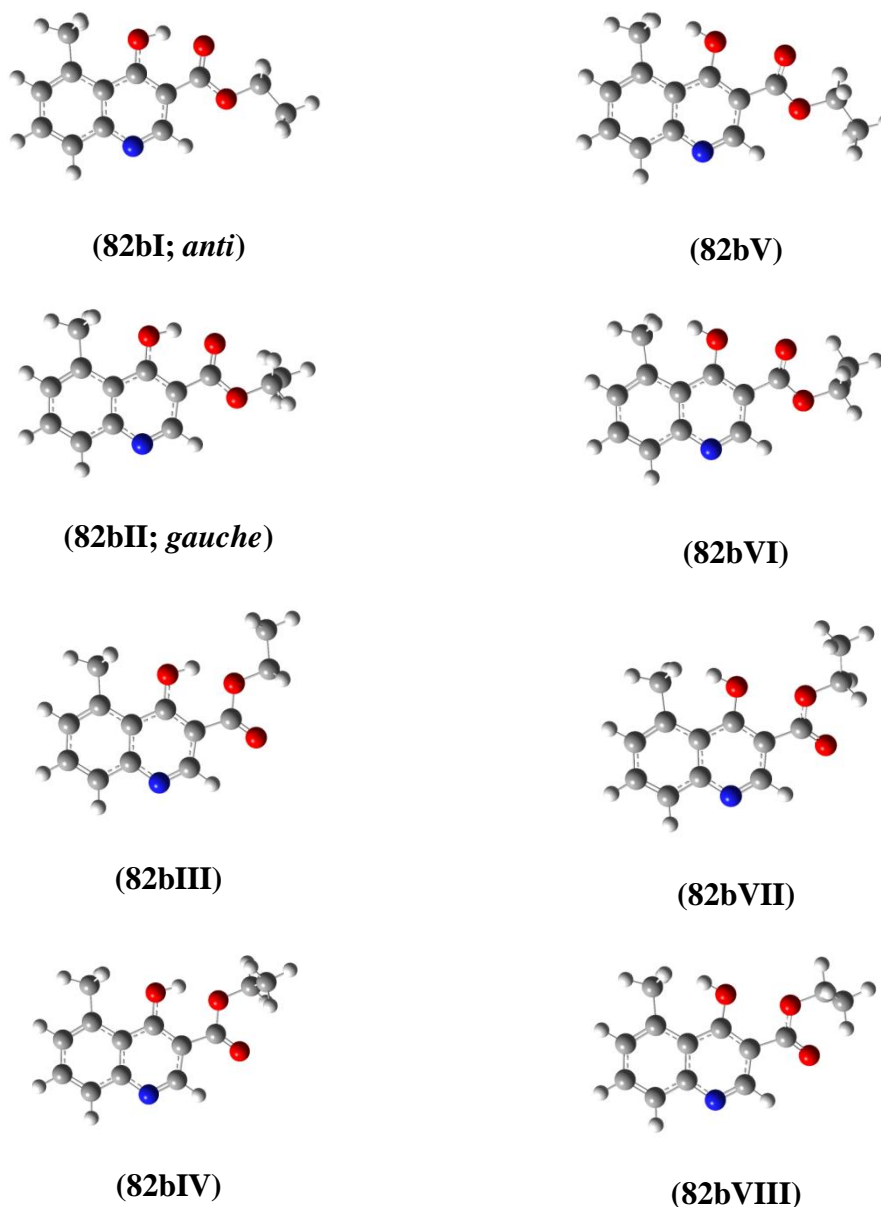 (82bI; anti)
(82bV)
(82bII; gauche)
(82bVI)
(82bIII)
(82bVII)
(82bIV)
(82bVIII)